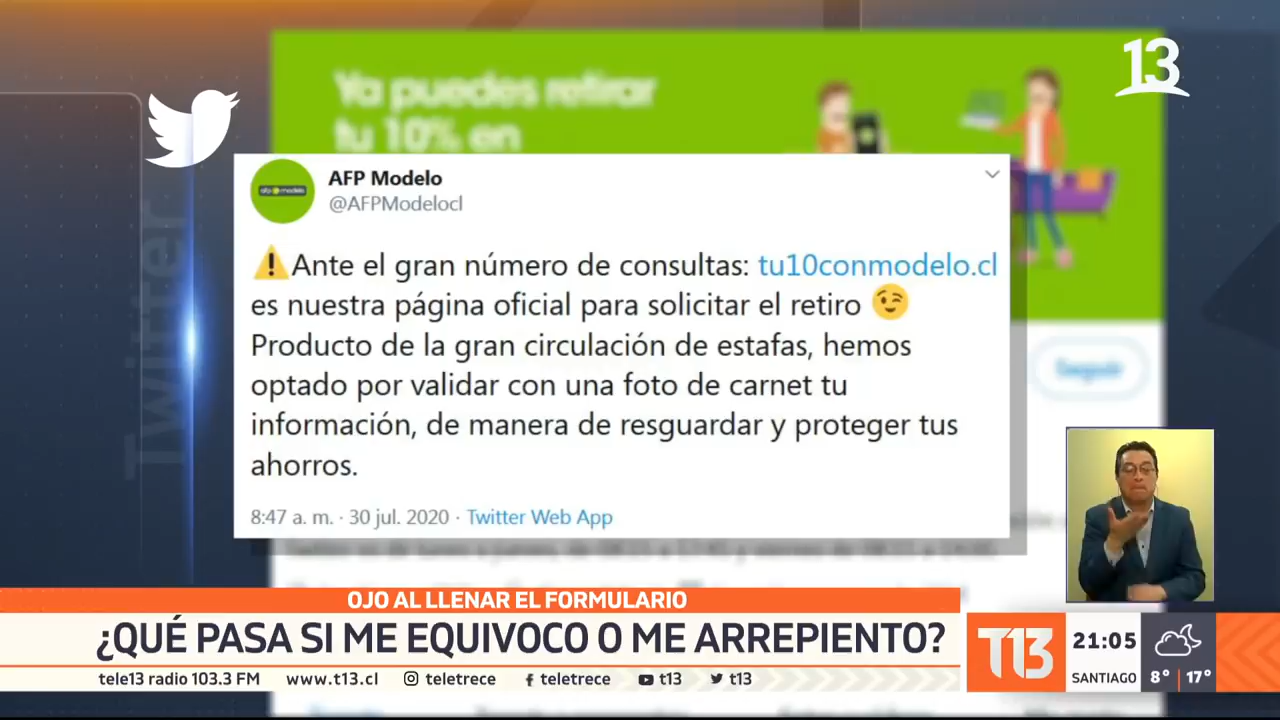 13
Ya puedes retirar
tu 10% en
Twitter
AFP Modelo
@AFPModelocl
⚠️Ante el gran número de consultas: tu10conmodelo.cl
es nuestra página oficial para solicitar el retiro 😉
Producto de la gran circulación de estafas, hemos
optado por validar con una foto de carnet tu
información, de manera de resguardar y proteger tus
ahorros.
8:47 a. m. · 30 jul. 2020 · Twitter Web App
Seguir
OJO AL LLENAR EL FORMULARIO
¿QUÉ PASA SI ME EQUIVOCO O ME ARREPIENTO?
tele13 radio 103.3 FM www.t13.cl teletrece teletrece t13 t13
T13
21:05
SANTIAGO
8° 17°